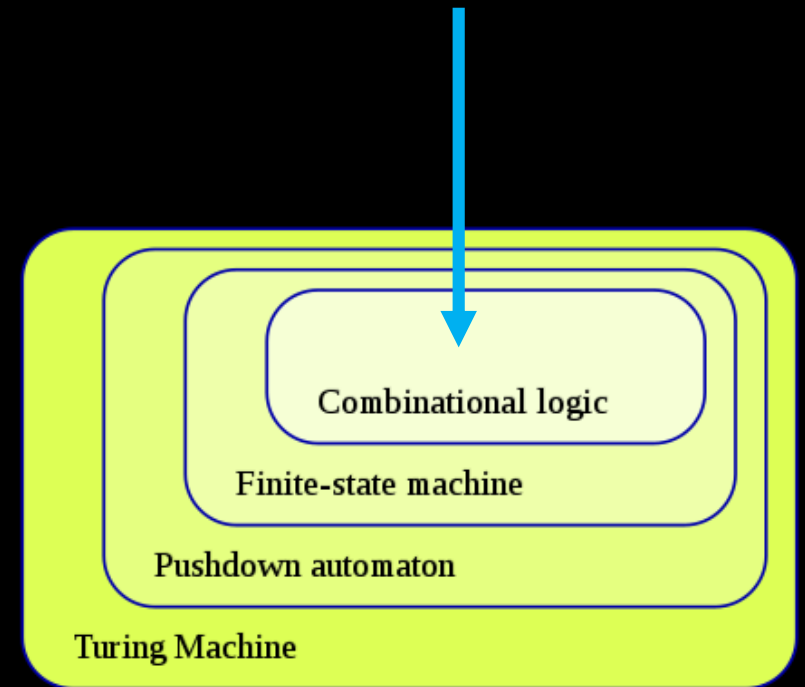 Combinational logic
Finite-state machine
Pushdown automaton
Turing Machine